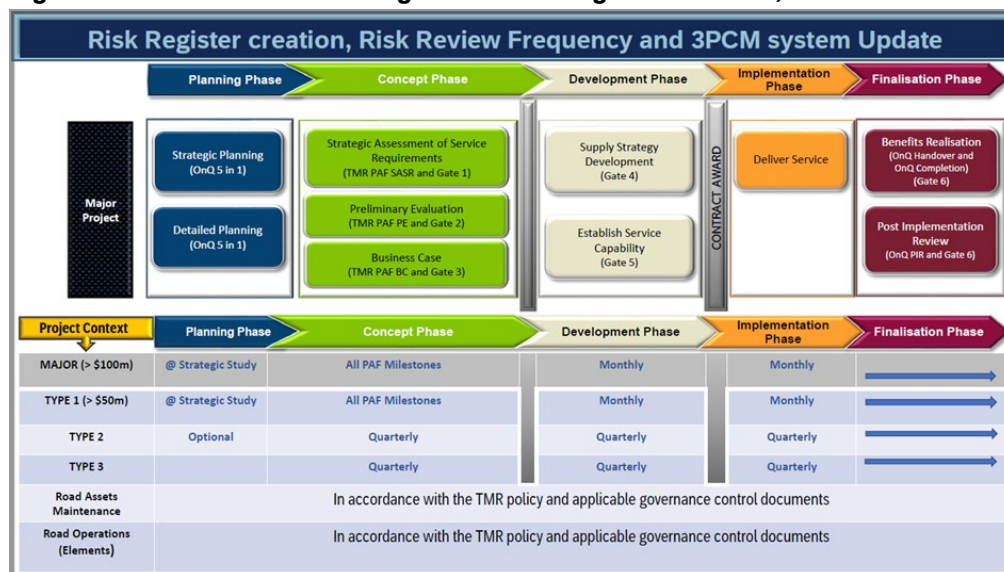 Risk Register creation, Risk Review Frequency and 3PCM system Update
Planning Phase
Concept Phase
Development Phase
Implementation
Phase
Finalisation Phase
Major
Project
Strategic Planning
(OnQ 5 in 1)
Detailed Planning
(OnQ 5 in 1)
Strategic Assessment of Service
Requirements
(TMR PAF SASR and Gate 1)
Preliminary Evaluation
(TMR PAF PE and Gate 2)
Business Case
(TMR PAF BC and Gate 3)
Supply Strategy
Development
(Gate 4)
Establish Service
Capability
(Gate 5)
CONTRACT AWARD
Deliver Service
Benefits Realisation
(OnQ Handover and
OnQ Completion)
(Gate 6)
Post Implementation
Review
(OnQ PIR and Gate 6)
Project Context
Planning Phase
Concept Phase
Development Phase
Implementation
Phase
Finalisation Phase
MAJOR (> $100m) @ Strategic Study All PAF Milestones Monthly Monthly
TYPE 1 (> $50m) @ Strategic Study All PAF Milestones Monthly Monthly
TYPE 2 Optional Quarterly Quarterly Quarterly
TYPE 3 Quarterly Quarterly Quarterly
Road Assets
Maintenance
In accordance with the TMR policy and applicable governance control documents
Road Operations
(Elements)
In accordance with the TMR policy and applicable governance control documents